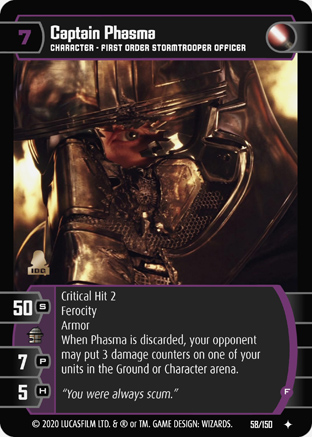 7 Captain Phasma
CHARACTER - FIRST ORDER STORMTROOPER OFFICER
IDC
50 S
Critical Hit 2
Ferocity
Armor
When Phasma is discarded, your opponent
may put 3 damage counters on one of your
units in the Ground or Character arena.
7 P
5 H
"You were always scum."
F
© 2020 LUCASFILM LTD. & ® or TM. GAME DESIGN: WIZARDS. 58/150